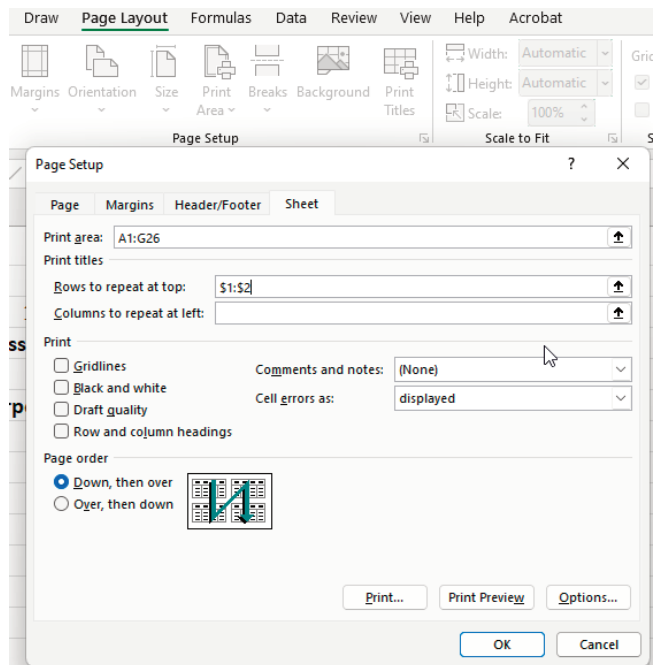 Draw Page Layout Formulas Data Review View Help Acrobat
Margins Orientation Size Print Area Breaks Background Print Titles
Width: Automatic
Height: Automatic
Scale: 100%
Page Setup Scale to Fit
Page Setup ? ×
Page Margins Header/Footer Sheet
Print area: A1:G26
Print titles
Rows to repeat at top: $1:$2
Columns to repeat at left:
Print
Gridlines
Black and white
Draft quality
Row and column headings
Comments and notes: (None)
Cell errors as: displayed
Page order
Down, then over
Over, then down
Print... Print Preview Options...
OK Cancel